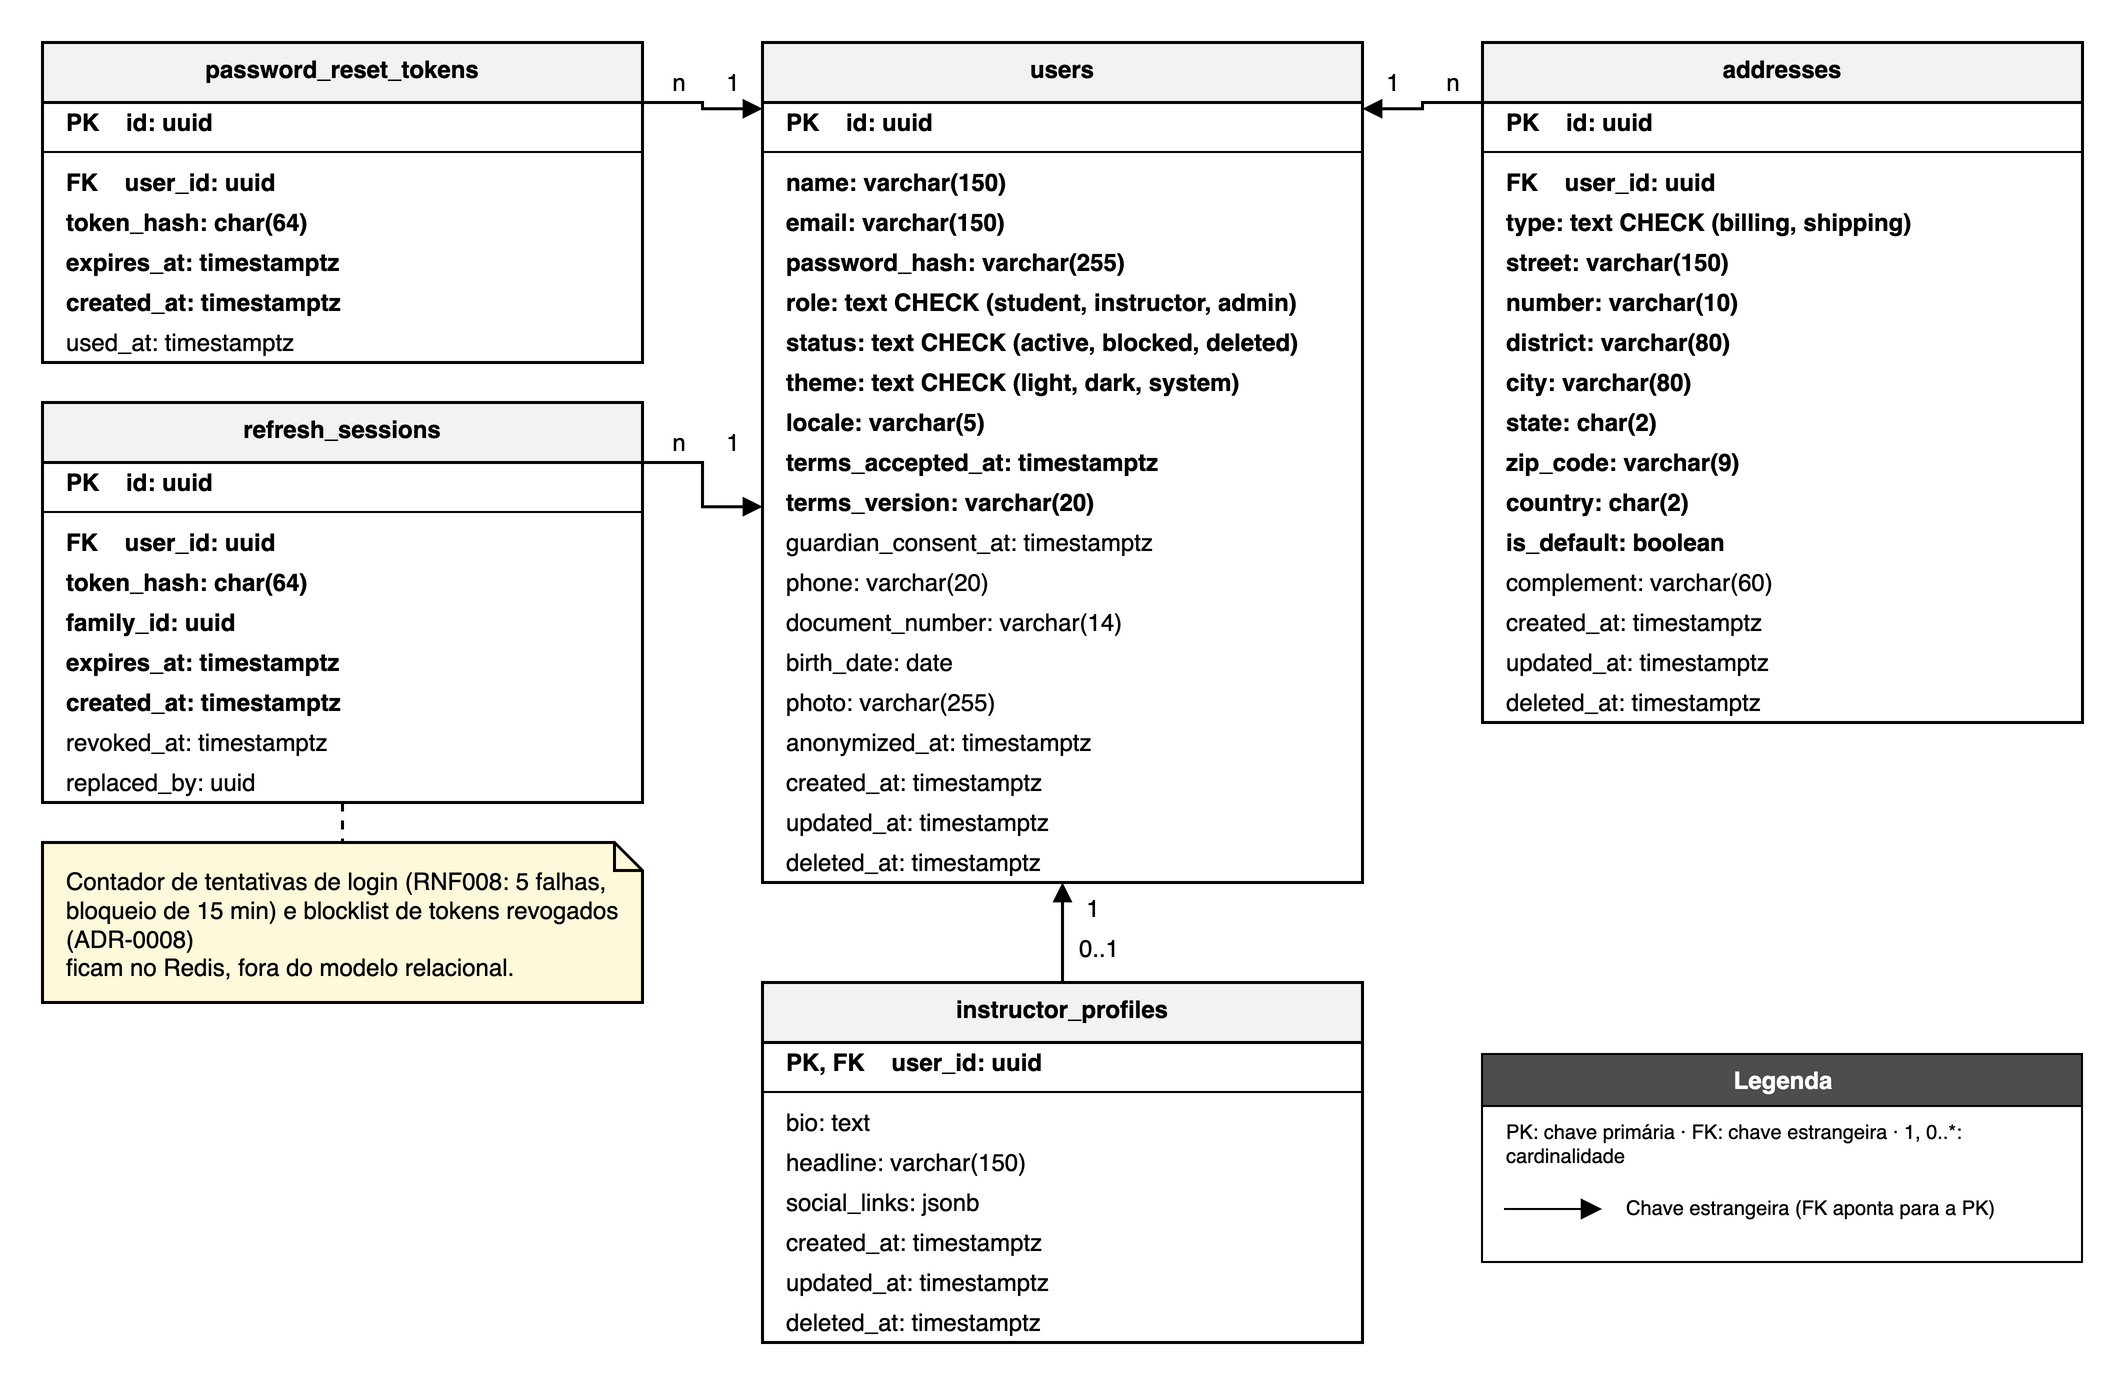 password_reset_tokens
n 1
PK id: uuid
FK user_id: uuid
token_hash: char(64)
expires_at: timestamptz
created_at: timestamptz
used_at: timestamptz
refresh_sessions
n 1
PK id: uuid
FK user_id: uuid
token_hash: char(64)
family_id: uuid
expires_at: timestamptz
created_at: timestamptz
revoked_at: timestamptz
replaced_by: uuid
Contador de tentativas de login (RNF008: 5 falhas,
bloqueio de 15 min) e blocklist de tokens revogados
(ADR-0008)
ficam no Redis, fora do modelo relacional.
users
PK id: uuid
name: varchar(150)
email: varchar(150)
password_hash: varchar(255)
role: text CHECK (student, instructor, admin)
status: text CHECK (active, blocked, deleted)
theme: text CHECK (light, dark, system)
locale: varchar(5)
terms_accepted_at: timestamptz
terms_version: varchar(20)
guardian_consent_at: timestamptz
phone: varchar(20)
document_number: varchar(14)
birth_date: date
photo: varchar(255)
anonymized_at: timestamptz
created_at: timestamptz
updated_at: timestamptz
deleted_at: timestamptz
1
0..1
instructor_profiles
PK, FK user_id: uuid
bio: text
headline: varchar(150)
social_links: jsonb
created_at: timestamptz
updated_at: timestamptz
deleted_at: timestamptz
1 n
addresses
PK id: uuid
FK user_id: uuid
type: text CHECK (billing, shipping)
street: varchar(150)
number: varchar(10)
district: varchar(80)
city: varchar(80)
state: char(2)
zip_code: varchar(9)
country: char(2)
is_default: boolean
complement: varchar(60)
created_at: timestamptz
updated_at: timestamptz
deleted_at: timestamptz
Legenda
PK: chave primária · FK: chave estrangeira · 1, 0..*:
cardinalidade
Chave estrangeira (FK aponta para a PK)